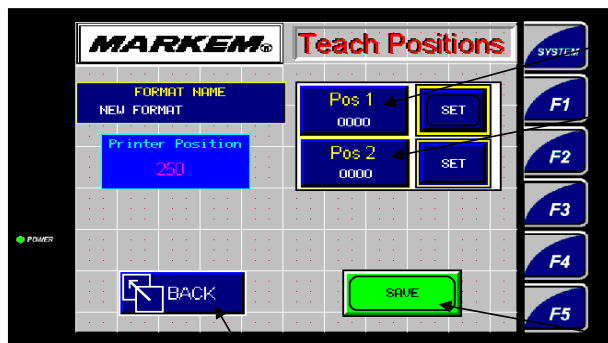 MARKEM®
Teach Positions
SYSTEM
FORMAT NAME
NEW FORMAT
Pos 1
0000
SET
F1
Printer Position
250
Pos 2
0000
SET
F2
F3
POWER
F4
BACK
SAVE
F5